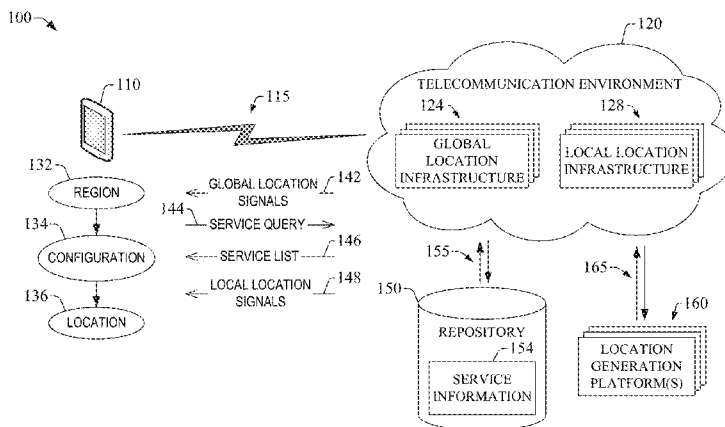 100
110
115
120
TELECOMMUNICATION ENVIRONMENT
124
128
GLOBAL
LOCATION
INFRASTRUCTURE
LOCAL LOCATION
INFRASTRUCTURE
132
REGION
GLOBAL LOCATION
SIGNALS
142
144
SERVICE QUERY
134
CONFIGURATION
SERVICE LIST
146
136
LOCATION
LOCAL LOCATION
SIGNALS
148
155
165
150
REPOSITORY
154
SERVICE
INFORMATION
160
LOCATION
GENERATION
PLATFORM(S)